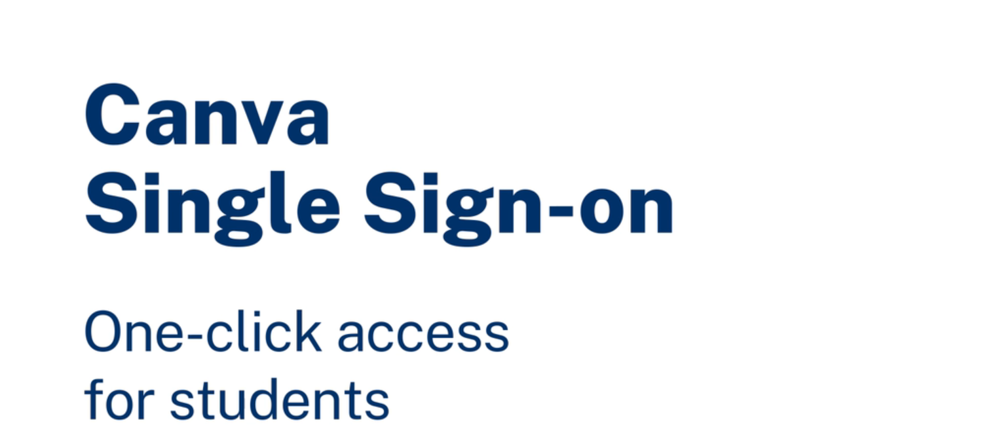 Canva
Single Sign-on
One-click access
for students